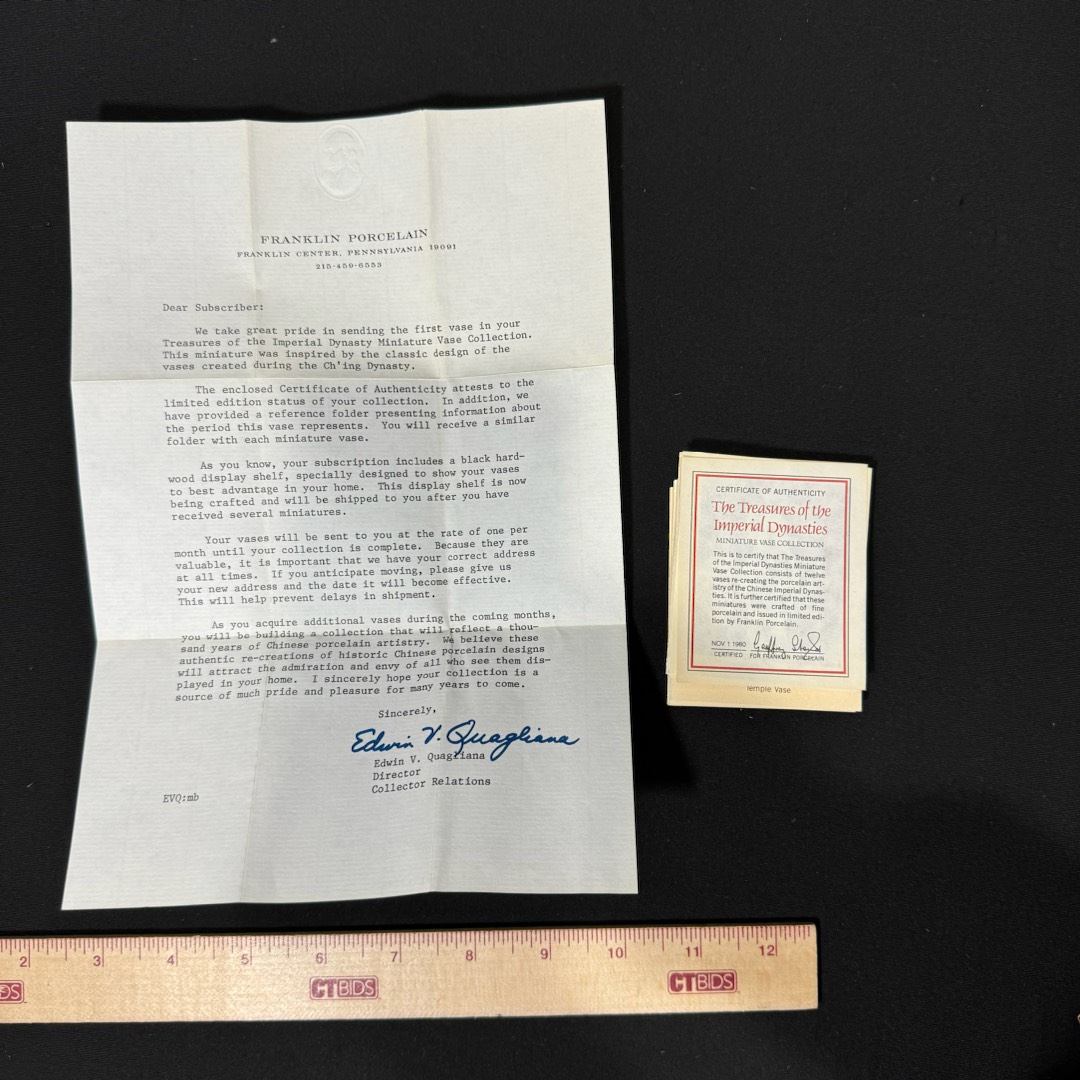 FRANKLIN PORCELAIN
FRANKLIN CENTER, PENNSYLVANIA 19091
215-459-6553
Dear Subscriber:
We take great pride in sending the first vase in your
Treasures of the Imperial Dynasty Miniature Vase Collection.
This miniature was inspired by the classic design of the
vases created during the Ch'ing Dynasty.
The enclosed Certificate of Authenticity attests to the
limited edition status of your collection. In addition, we
have provided a reference folder presenting information about
the period this vase represents. You will receive a similar
folder with each miniature vase.
As you know, your subscription includes a black hard-
wood display shelf, specially designed to show your vases
to best advantage in your home. This display shelf is now
being crafted and will be shipped to you after you have
received several miniatures.
Your vases will be sent to you at the rate of one per
month until your collection is complete. Because they are
valuable, it is important that we have your correct address
at all times. If you anticipate moving, please give us
your new address and the date it will become effective.
This will help prevent delays in shipment.
As you acquire additional vases during the coming months,
you will be building a collection that will reflect a thou-
sand years of Chinese porcelain artistry. We believe these
authentic re-creations of historic Chinese porcelain designs
will attract the admiration and envy of all who see them dis-
played in your home. I sincerely hope your collection is a
source of much pride and pleasure for many years to come.
Sincerely,
Edwin V. Quagliana
Edwin V. Quagliana
Director
Collector Relations
EVQ:mb
CERTIFICATE OF AUTHENTICITY
The Treasures of the
Imperial Dynasties
MINIATURE VASE COLLECTION
This is to certify that The Treasures
of the Imperial Dynasties Miniature
Vase Collection consists of twelve
vases re-creating the porcelain art-
istry of the Chinese Imperial Dynas-
ties. It is further certified that these
miniatures were crafted of fine
porcelain and issued in limited edi-
tion by Franklin Porcelain.
NOV 1 1980
CERTIFIED FOR FRANKLIN PORCELAIN
Temple Vase
2 3 4 5 6 7 8 9 10 11 12
DS CTBIDS CTBIDS